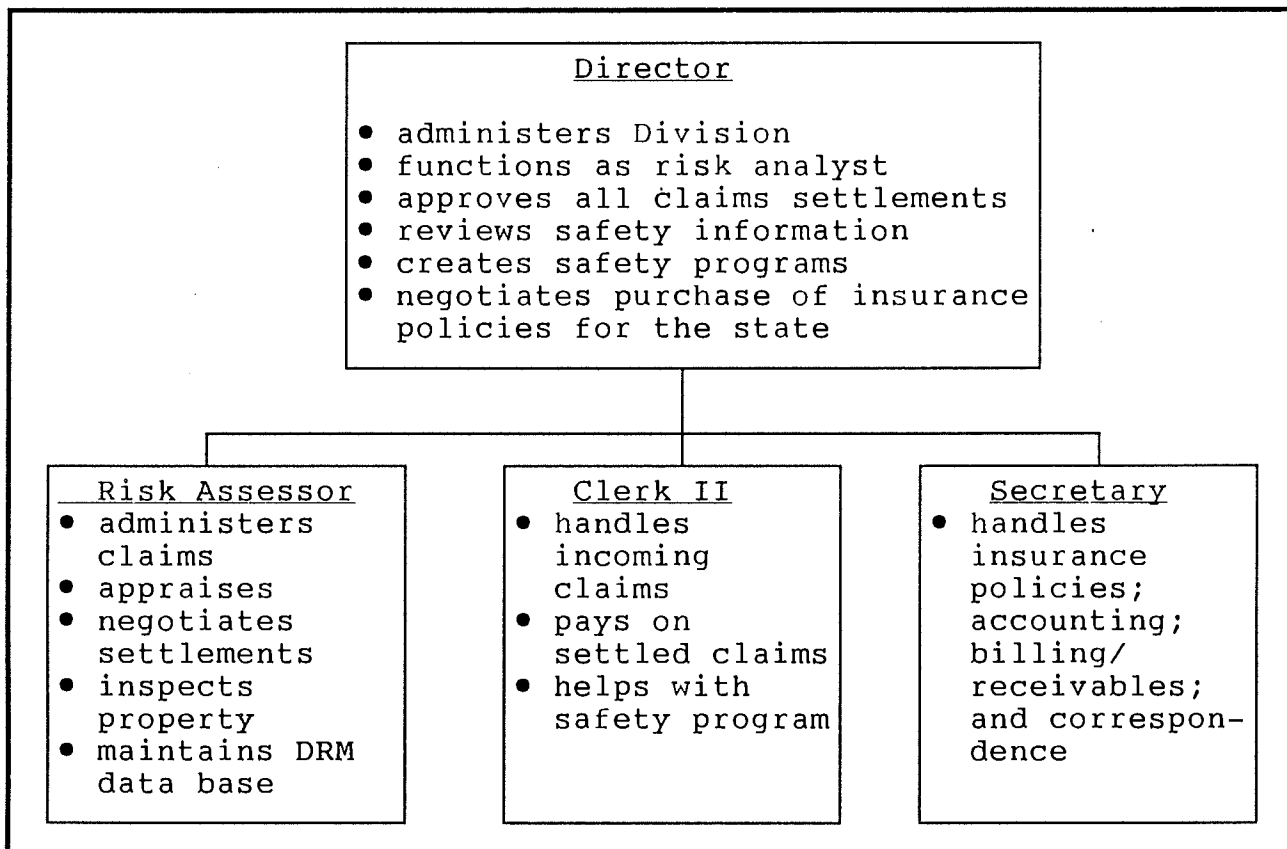 Director
• administers Division
• functions as risk analyst
• approves all claims settlements
• reviews safety information
• creates safety programs
• negotiates purchase of insurance
policies for the state
Risk Assessor
• administers
claims
• appraises
• negotiates
settlements
• inspects
property
• maintains DRM
data base
Clerk II
• handles
incoming
claims
• pays on
settled claims
• helps with
safety program
Secretary
• handles
insurance
policies;
accounting;
billing/
receivables;
and correspon-
dence